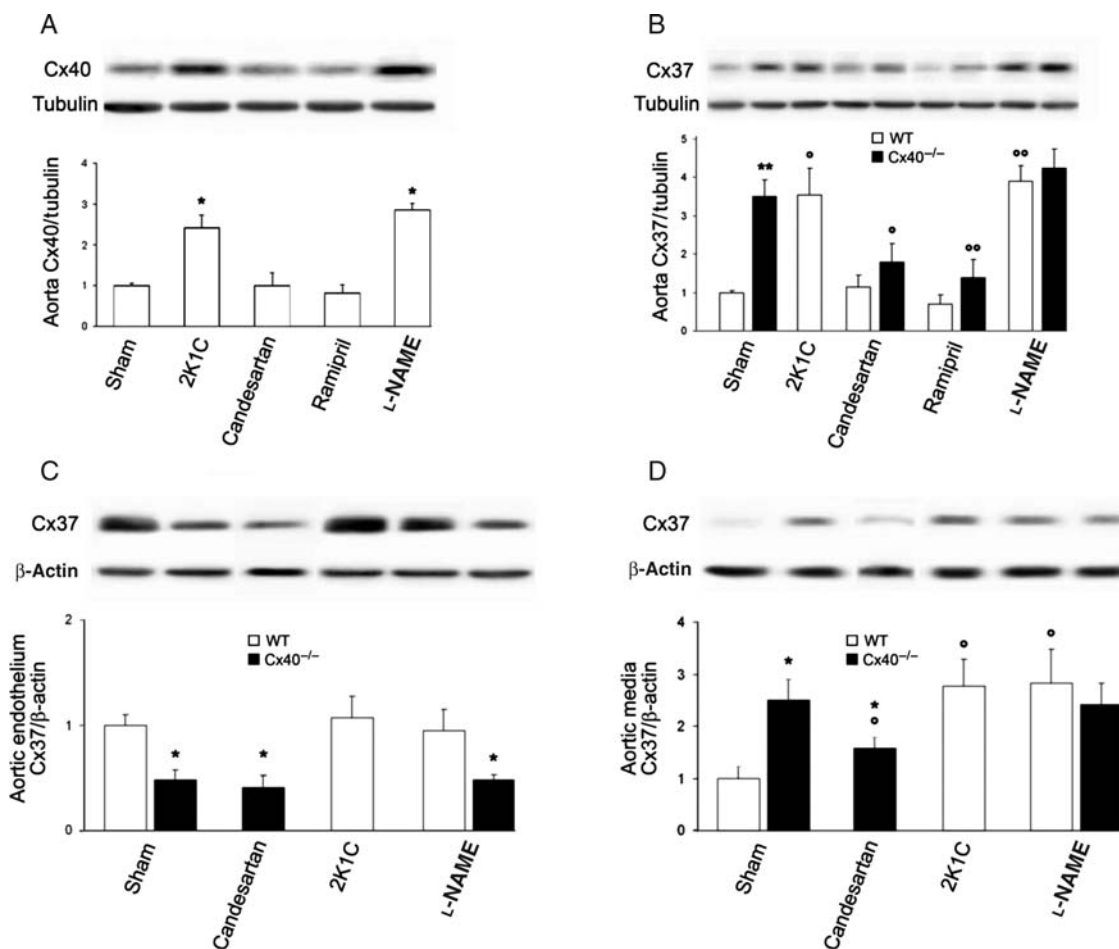 A
Cx40
Tubulin
Aorta Cx40/tubulin
4
3
2
1
0
*
*
Sham
2K1C
Candesartan
Ramipril
L-NAME
B
Cx37
Tubulin
WT
Cx40–/–
Aorta Cx37/tubulin
5
4
3
2
1
0
**
°
°
°°
°°
Sham
2K1C
Candesartan
Ramipril
L-NAME
C
Cx37
β-Actin
WT
Cx40–/–
Aortic endothelium
Cx37/β-actin
2
1
0
*
*
*
Sham
Candesartan
2K1C
L-NAME
D
Cx37
β-Actin
WT
Cx40–/–
Aortic media
Cx37/β-actin
4
3
2
1
0
*
*
°
°
°
Sham
Candesartan
2K1C
L-NAME